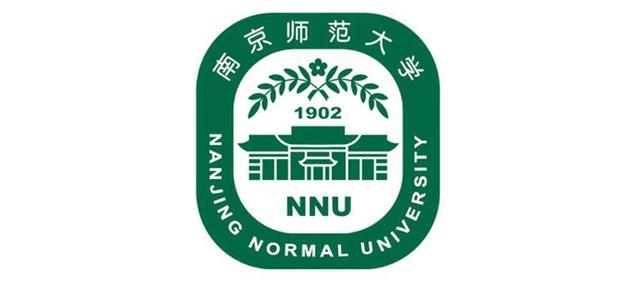 南京师范大学
1902
NNU
NANJING NORMAL UNIVERSITY